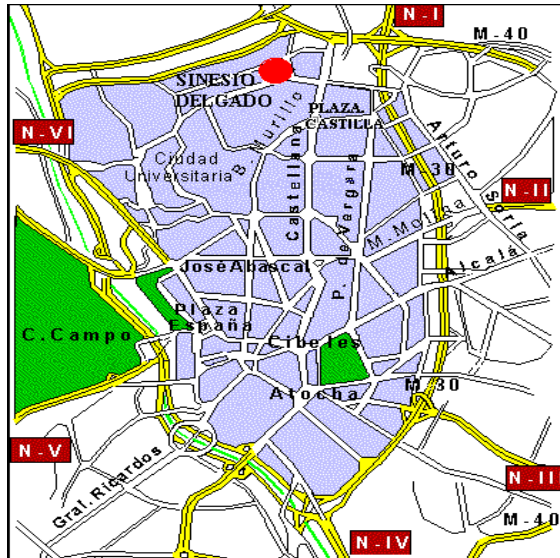 N-I
M-40
SINESIO
DELGADO
PLAZA.
CASTILLA
B. Murillo
Arturo Soria
N-VI
Ciudad
Universitaria
Castellana
P. de Vergara
M-30
N-II
M. Molina
Alcalá
José Abascal
Plaza
España
C. Campo
Cibeles
M 30
Atocha
N-V
Gral. Ricardos
N-III
M-40
N-IV